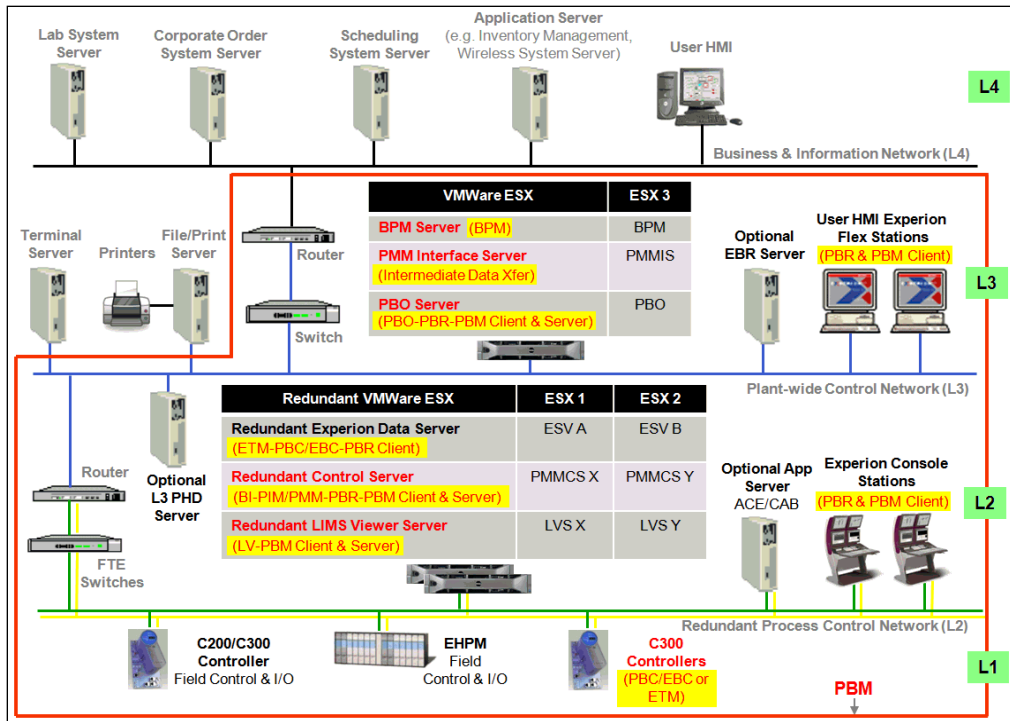 Lab System
Server
Corporate Order
System Server
Scheduling
System Server
Application Server
(e.g. Inventory Management,
Wireless System Server)
User HMI
L4
Business & Information Network (L4)
Terminal
Server
Printers
File/Print
Server
Router
Switch
VMWare ESX
ESX 3
BPM Server (BPM)
BPM
PMM Interface Server
(Intermediate Data Xfer)
PMMIS
PBO Server
(PBO-PBR-PBM Client & Server)
PBO
Optional
EBR Server
User HMI Experion
Flex Stations
(PBR & PBM Client)
L3
Plant-wide Control Network (L3)
Router
FTE
Switches
Optional
L3 PHD
Server
Redundant VMWare ESX
ESX 1
ESX 2
Redundant Experion Data Server
(ETM-PBC/EBC-PBR Client)
ESV A
ESV B
Redundant Control Server
(BI-PIM/PMM-PBR-PBM Client & Server)
PMMCS X
PMMCS Y
Redundant LIMS Viewer Server
(LV-PBM Client & Server)
LVS X
LVS Y
Optional App
Server
ACE/CAB
Experion Console
Stations
(PBR & PBM Client)
L2
Redundant Process Control Network (L2)
C200/C300
Controller
Field Control & I/O
EHPM
Field
Control & I/O
C300
Controllers
(PBC/EBC or
ETM)
L1
PBM